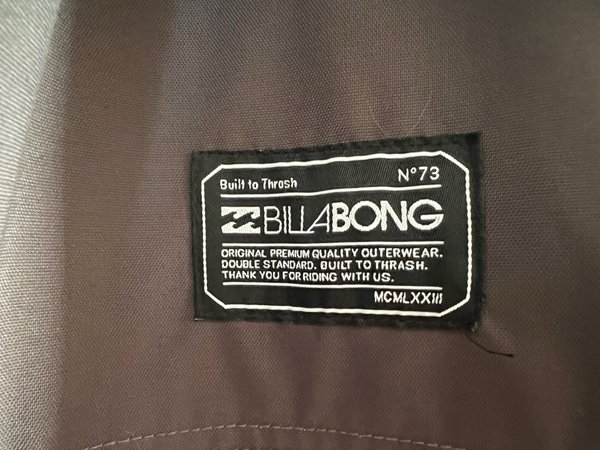 Built to Thrash N°73
BILLABONG
ORIGINAL PREMIUM QUALITY OUTERWEAR.
DOUBLE STANDARD. BUILT TO THRASH.
THANK YOU FOR RIDING WITH US.
MCMLXXIII